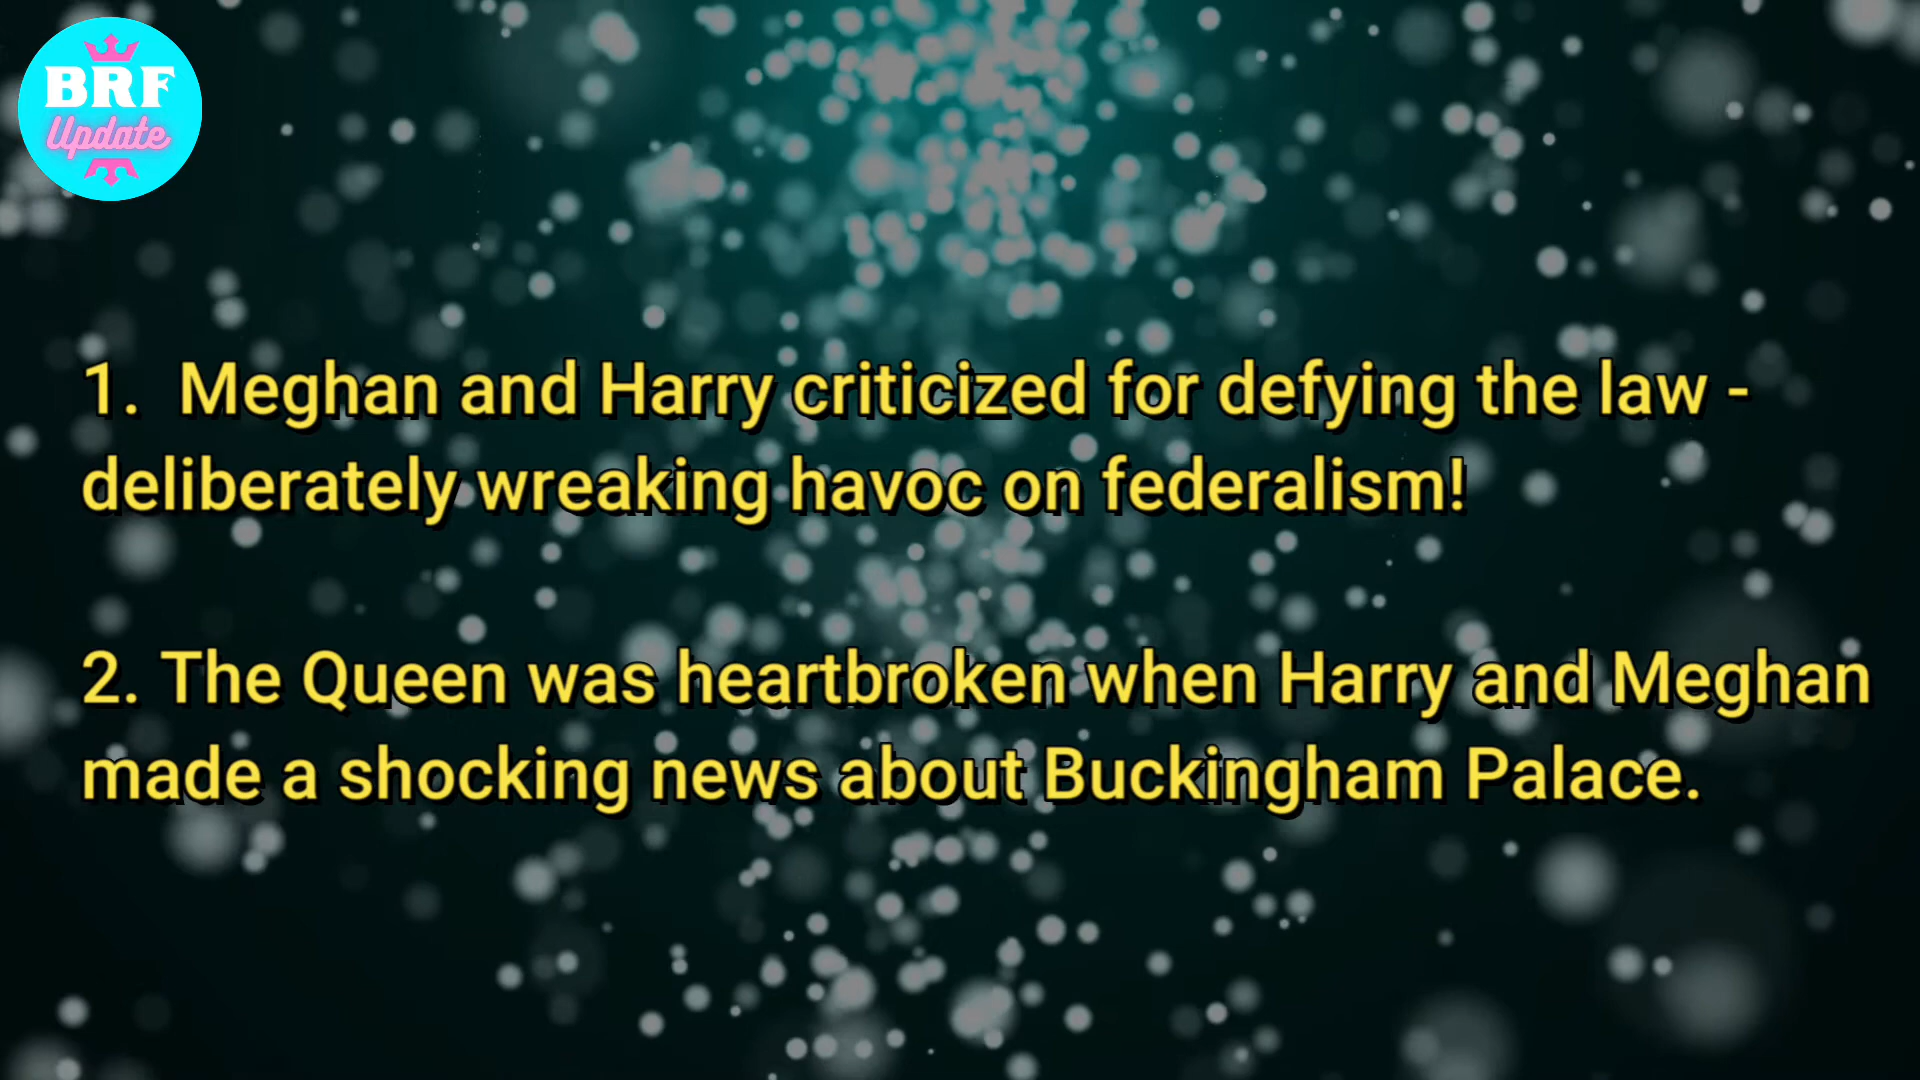 BRF
Update
1. Meghan and Harry criticized for defying the law -
deliberately wreaking havoc on federalism!
2. The Queen was heartbroken when Harry and Meghan
made a shocking news about Buckingham Palace.